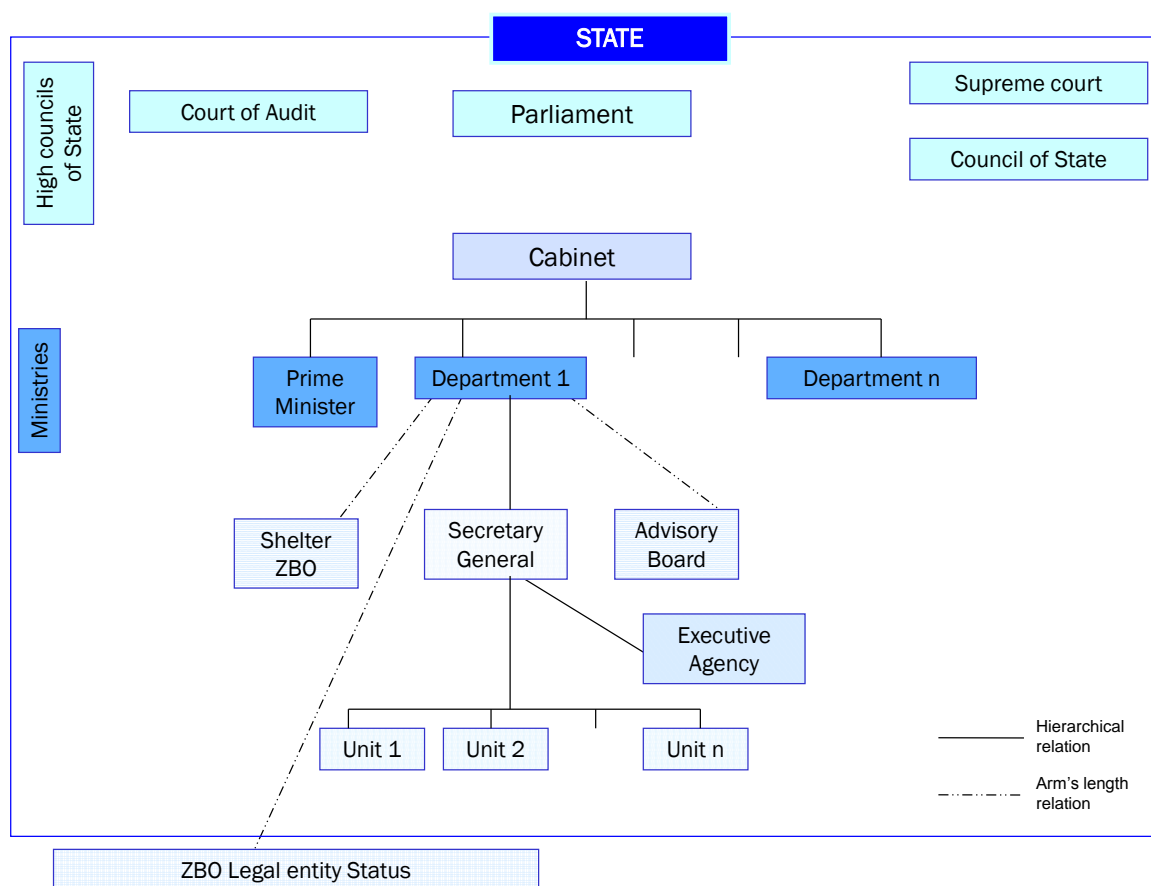 STATE
High councils
of State
Court of Audit
Parliament
Supreme court
Council of State
Cabinet
Ministries
Prime
Minister
Department 1
Department n
Shelter
ZBO
Secretary
General
Advisory
Board
Executive
Agency
Unit 1
Unit 2
Unit n
Hierarchical
relation
Arm's length
relation
ZBO Legal entity Status